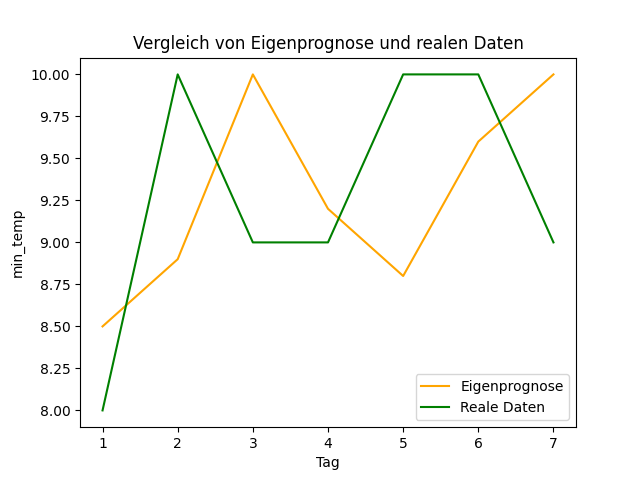 Vergleich von Eigenprognose und realen Daten
10.00
9.75
9.50
9.25
9.00
8.75
8.50
8.25
8.00
min_temp
1 2 3 4 5 6 7
Tag
Eigenprognose
Reale Daten